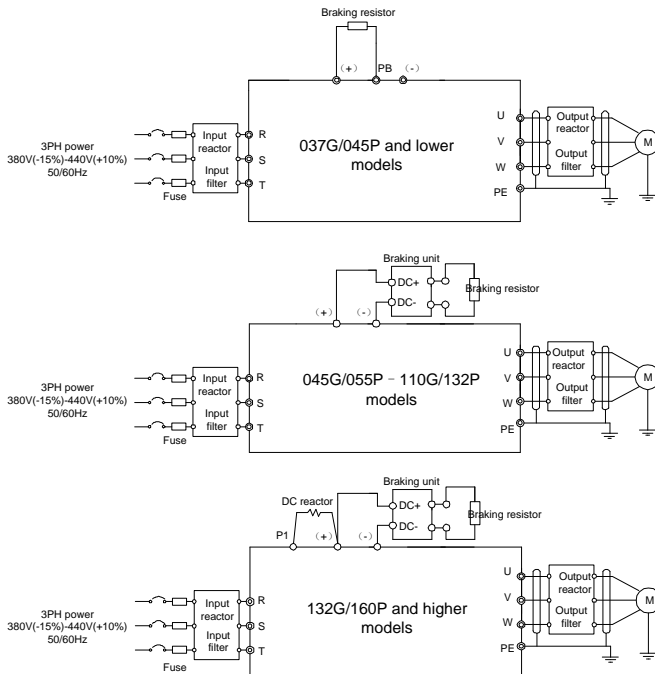 Braking resistor
(+) PB (-)
3PH power
380V(-15%)-440V(+10%)
50/60Hz
Fuse
Input
reactor
Input
filter
R
S
T
037G/045P and lower
models
U
V
W
PE
Output
reactor
Output
filter
M
Braking unit
DC+
DC-
Braking resistor
(+) (-)
3PH power
380V(-15%)-440V(+10%)
50/60Hz
Fuse
Input
reactor
Input
filter
R
S
T
045G/055P - 110G/132P
models
U
V
W
PE
Output
reactor
Output
filter
M
Braking unit
DC reactor
DC+
DC-
Braking resistor
P1 (+) (-)
3PH power
380V(-15%)-440V(+10%)
50/60Hz
Fuse
Input
reactor
Input
filter
R
S
T
132G/160P and higher
models
U
V
W
PE
Output
reactor
Output
filter
M